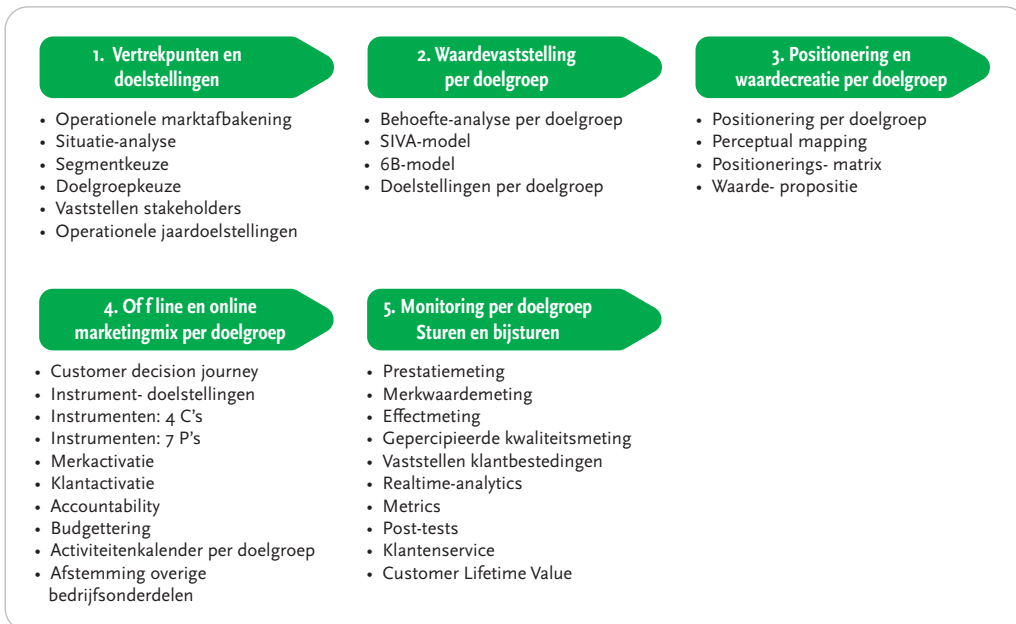 1. Vertrekpunten en
doelstellingen
• Operationele marktafbakening
• Situatie-analyse
• Segmentkeuze
• Doelgroepkeuze
• Vaststellen stakeholders
• Operationele jaardoelstellingen
2. Waardevaststelling
per doelgroep
• Behoefte-analyse per doelgroep
• SIVA-model
• 6B-model
• Doelstellingen per doelgroep
3. Positionering en
waardecreatie per doelgroep
• Positionering per doelgroep
• Perceptual mapping
• Positionerings- matrix
• Waarde- propositie
4. Of f line en online
marketingmix per doelgroep
• Customer decision journey
• Instrument- doelstellingen
• Instrumenten: 4 C's
• Instrumenten: 7 P's
• Merkactivatie
• Klantactivatie
• Accountability
• Budgettering
• Activiteitenkalender per doelgroep
• Afstemming overige
bedrijfsonderdelen
5. Monitoring per doelgroep
Sturen en bijsturen
• Prestatiemeting
• Merkwaardemeting
• Effectmeting
• Gepercipieerde kwaliteitsmeting
• Vaststellen klantbestedingen
• Realtime-analytics
• Metrics
• Post-tests
• Klantenservice
• Customer Lifetime Value